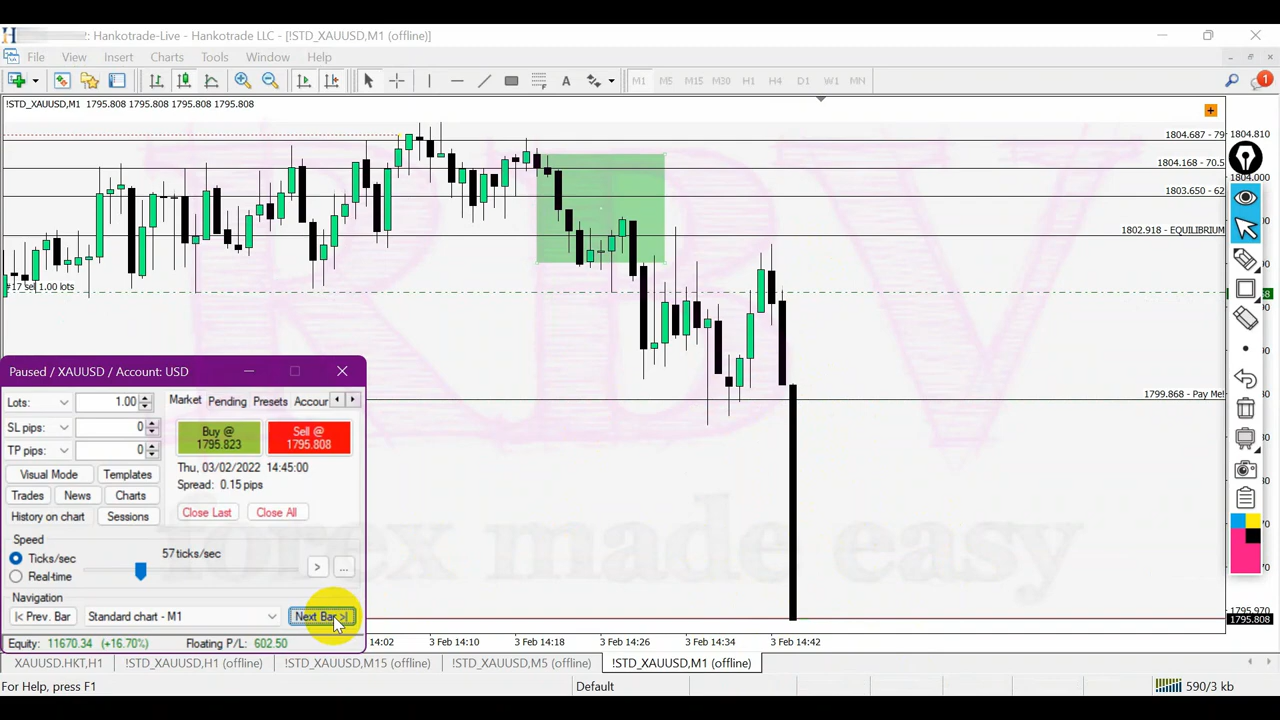 : Hankotrade-Live - Hankotrade LLC - [!STD_XAUUSD,M1 (offline)]
File View Insert Charts Tools Window Help
M1 M5 M15 M30 H1 H4 D1 W1 MN
1
!STD_XAUUSD,M1 1795.808 1795.808 1795.808 1795.808
1804.687 - 79
1804.810
1804.168 - 70.5
1804.000
1803.650 - 62
1802.918 - EQUILIBRIUM
#17 sell 1.00 lots
1799.868 - Pay Me!
RDV
forex made easy
1795.970
1795.808
Paused / XAUUSD / Account: USD
Lots: 1.00
SL pips: 0
TP pips: 0
Visual Mode Templates
Trades News Charts
History on chart Sessions
Market Pending Presets Accour
Buy @ 1795.823
Sell @ 1795.808
Thu, 03/02/2022 14:45:00
Spread: 0.15 pips
Close Last Close All
Speed
Ticks/sec 57 ticks/sec
Real-time
> ...
Navigation
|< Prev. Bar Standard chart - M1 Next Bar >|
Equity: 11670.34 (+16.70%) Floating P/L: 602.50
14:02 3 Feb 14:10 3 Feb 14:18 3 Feb 14:26 3 Feb 14:34 3 Feb 14:42
XAUUSD.HKT,H1 !STD_XAUUSD,H1 (offline) !STD_XAUUSD,M15 (offline) !STD_XAUUSD,M5 (offline) !STD_XAUUSD,M1 (offline)
For Help, press F1 Default 590/3 kb